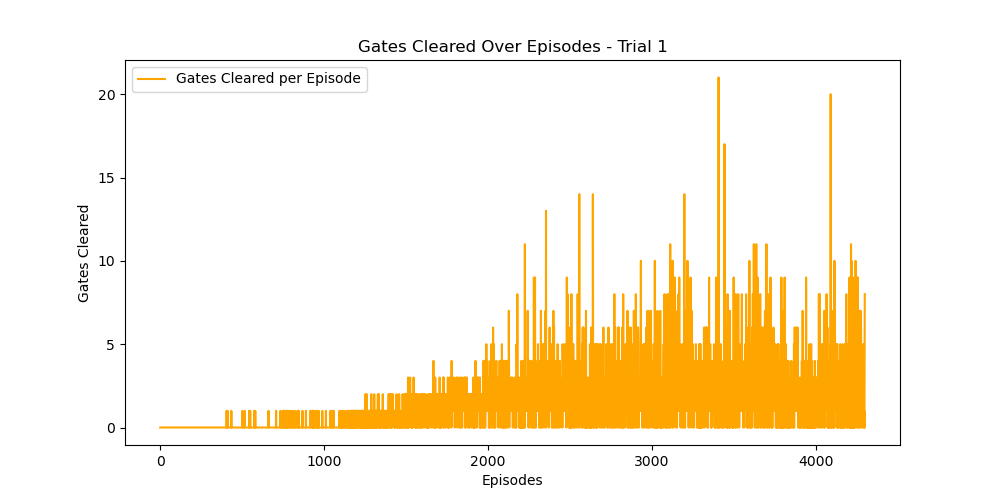 Gates Cleared Over Episodes - Trial 1
Gates Cleared per Episode
Gates Cleared
20
15
10
5
0
0 1000 2000 3000 4000
Episodes